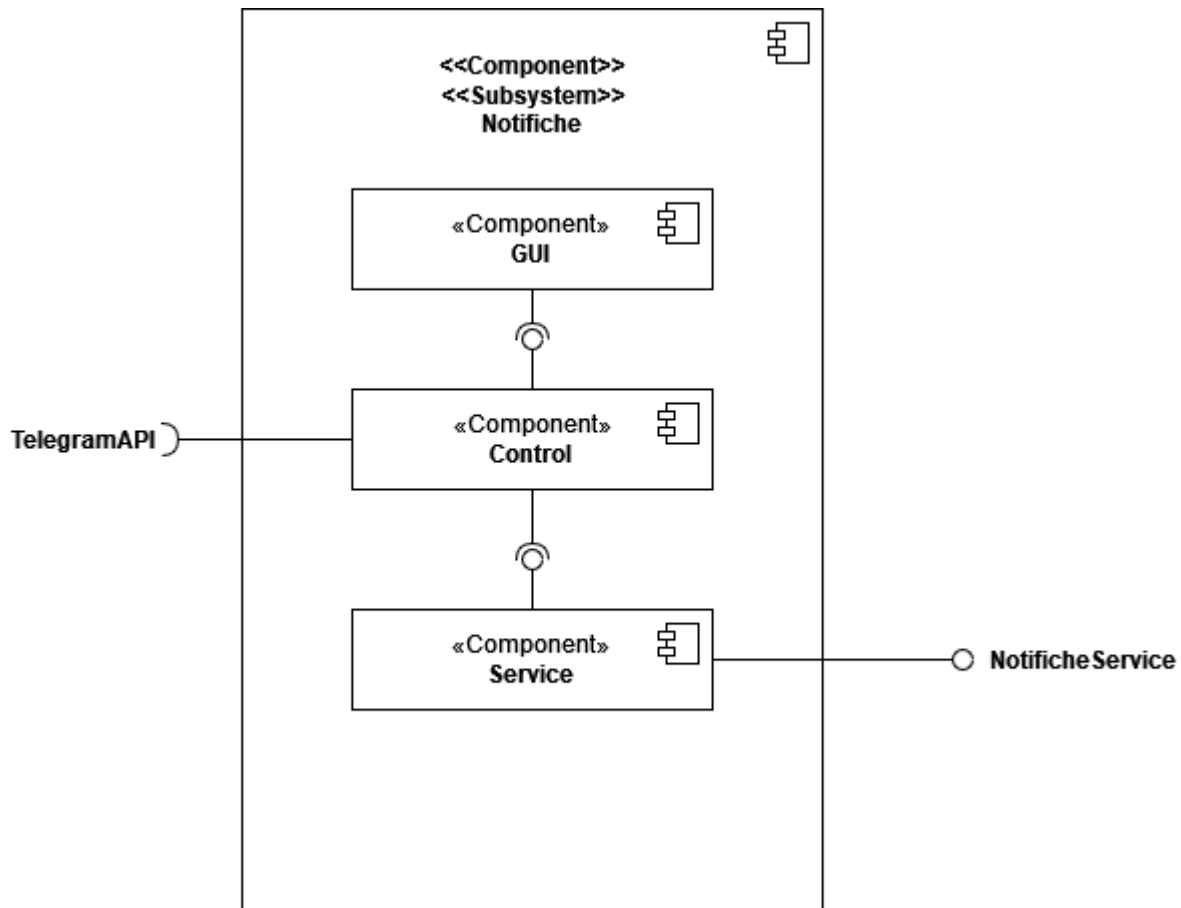 <<Component>>
<<Subsystem>>
Notifiche
«Component»
GUI
«Component»
Control
TelegramAPI
«Component»
Service
NotificheService